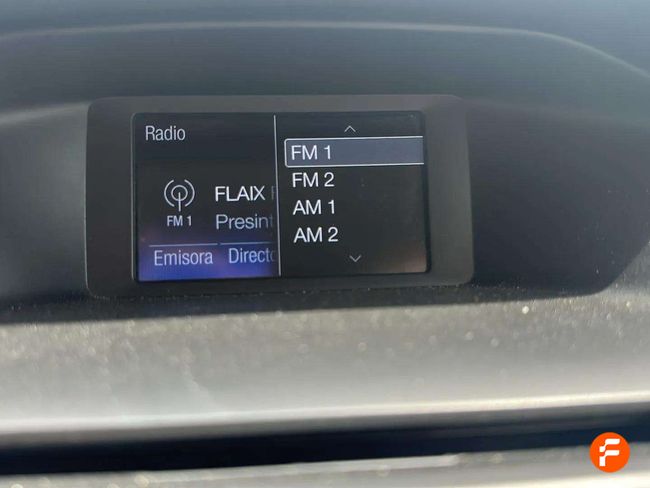 Radio
FM 1
FLAIX
Presint
Emisora
Directo
FM 1
FM 2
AM 1
AM 2